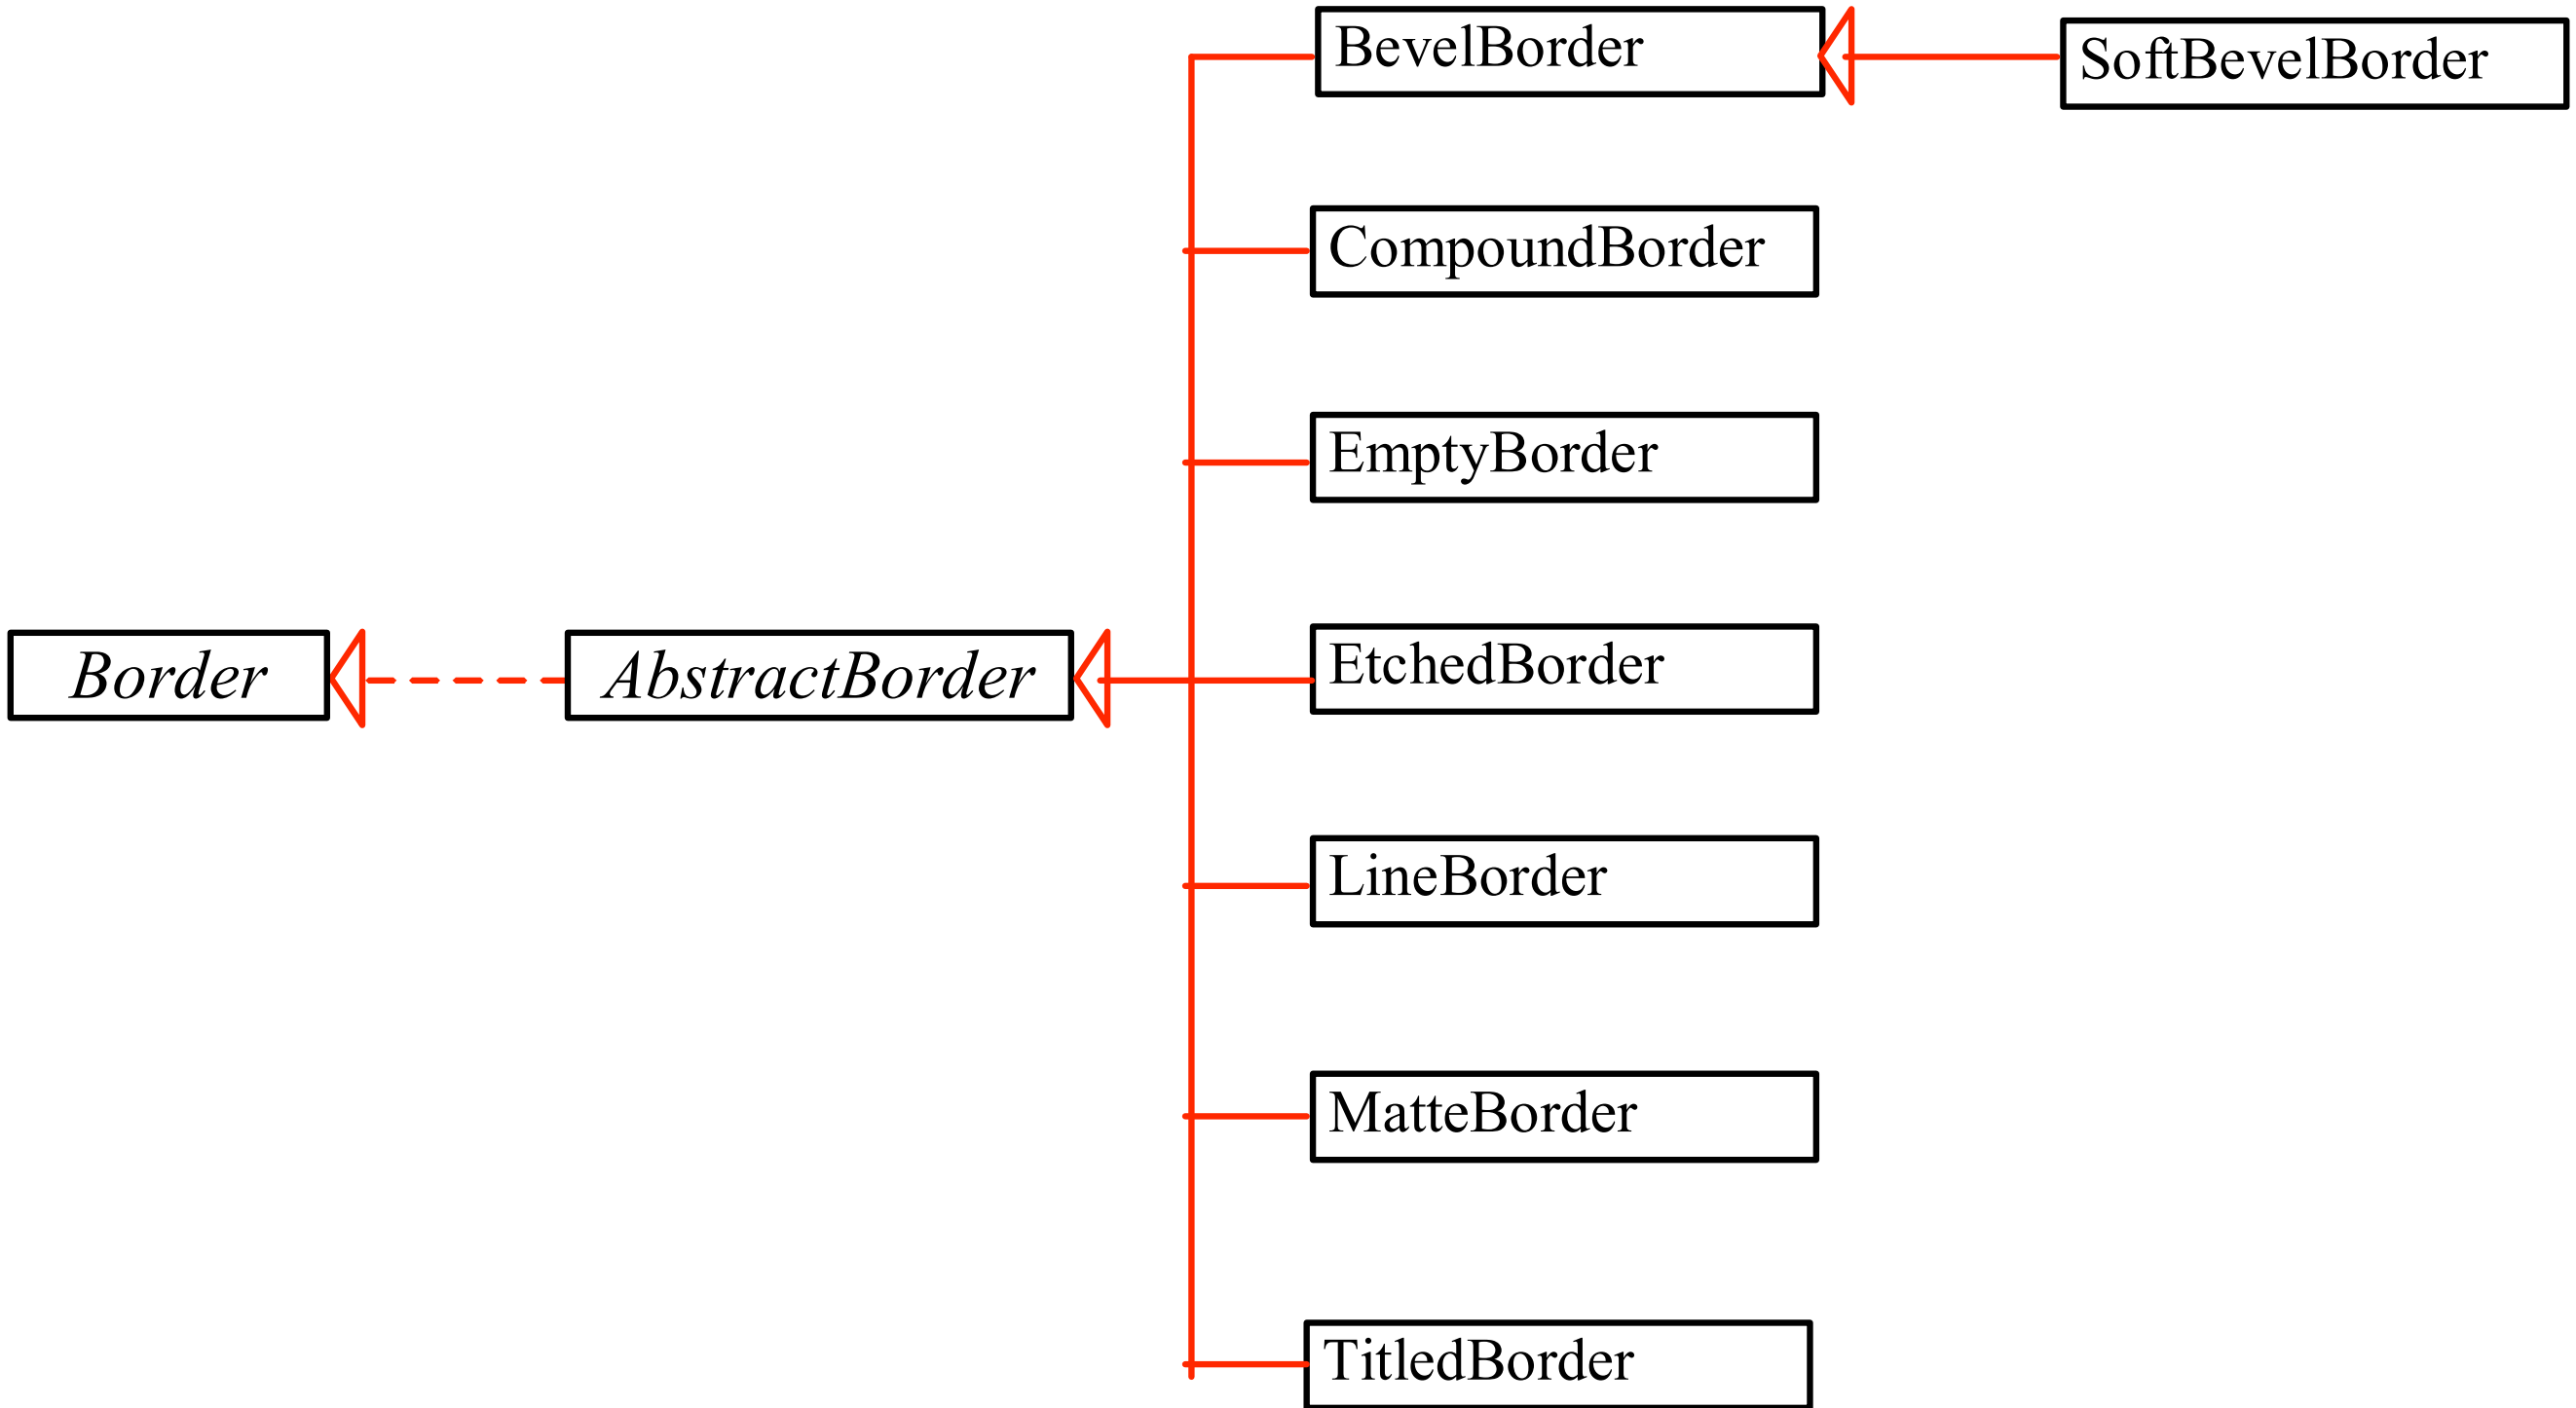 BevelBorder
SoftBevelBorder
CompoundBorder
EmptyBorder
Border
AbstractBorder
EtchedBorder
LineBorder
MatteBorder
TitledBorder